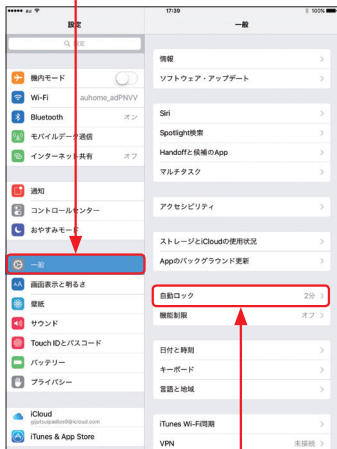 au
17:39
100%
設定
一般
設定
機内モード
Wi-Fi auhome_adPNVV
Bluetooth オン
モバイルデータ通信
インターネット共有 オフ
通知
コントロールセンター
おやすみモード
一般
画面表示と明るさ
壁紙
サウンド
Touch IDとパスコード
バッテリー
プライバシー
iCloud
iTunes & App Store
情報
ソフトウェア・アップデート
Siri
Spotlight検索
Handoffと候補のApp
マルチタスク
アクセシビリティ
ストレージとiCloudの使用状況
Appのバックグラウンド更新
自動ロック 2分
機能制限 オフ
日付と時刻
キーボード
言語と地域
iTunes Wi-Fi同期
VPN 未接続